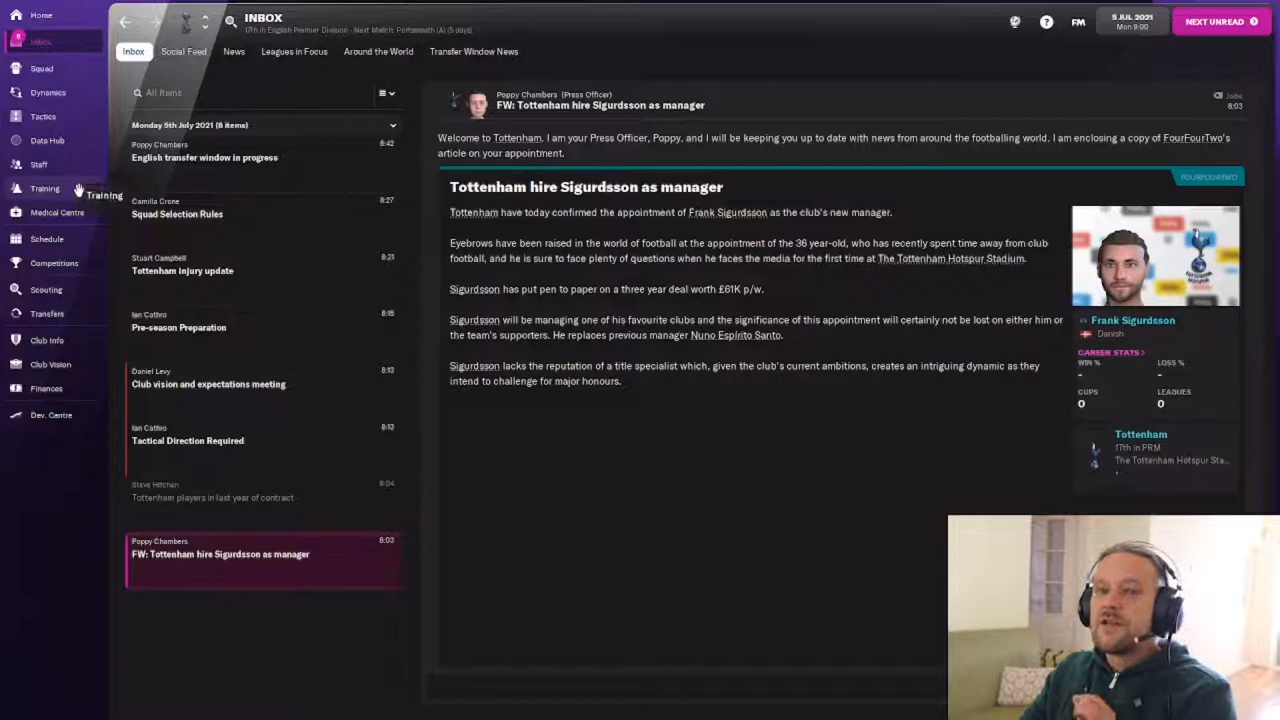 Home
INBOX
17th in English Premier Division - Next Match: Portsmouth (A) (5 days)
FM
5 JUL 2021
Mon 9:00
NEXT UNREAD
6
Inbox
Squad
Dynamics
Tactics
Data Hub
Staff
Training
Training
Medical Centre
Schedule
Competitions
Scouting
Transfers
Club Info
Club Vision
Finances
Dev. Centre
Inbox
Social Feed
News
Leagues in Focus
Around the World
Transfer Window News
All Items
Monday 5th July 2021 (8 items)
Poppy Chambers
8:42
English transfer window in progress
Camilla Crone
8:27
Squad Selection Rules
Stuart Campbell
8:21
Tottenham injury update
Ian Cathro
8:15
Pre-season Preparation
Daniel Levy
8:13
Club vision and expectations meeting
Ian Cathro
8:13
Tactical Direction Required
Steve Hitchen
8:04
Tottenham players in last year of contract
Poppy Chambers
8:03
FW: Tottenham hire Sigurdsson as manager
Poppy Chambers (Press Officer)
FW: Tottenham hire Sigurdsson as manager
Jobs
8:03
Welcome to Tottenham. I am your Press Officer, Poppy, and I will be keeping you up to date with news from around the footballing world. I am enclosing a copy of FourFourTwo's
article on your appointment.
FOURFOURTWO
Tottenham hire Sigurdsson as manager
Tottenham have today confirmed the appointment of Frank Sigurdsson as the club's new manager.
Eyebrows have been raised in the world of football at the appointment of the 36 year-old, who has recently spent time away from club
football, and he is sure to face plenty of questions when he faces the media for the first time at The Tottenham Hotspur Stadium.
Sigurdsson has put pen to paper on a three year deal worth £61K p/w.
Sigurdsson will be managing one of his favourite clubs and the significance of this appointment will certainly not be lost on either him or
the team's supporters. He replaces previous manager Nuno Espírito Santo.
Sigurdsson lacks the reputation of a title specialist which, given the club's current ambitions, creates an intriguing dynamic as they
intend to challenge for major honours.
Frank Sigurdsson
Danish
CAREER STATS >
WIN %
LOSS %
-
-
CUPS
LEAGUES
0
0
Tottenham
17th in PRM
The Tottenham Hotspur Sta...
-